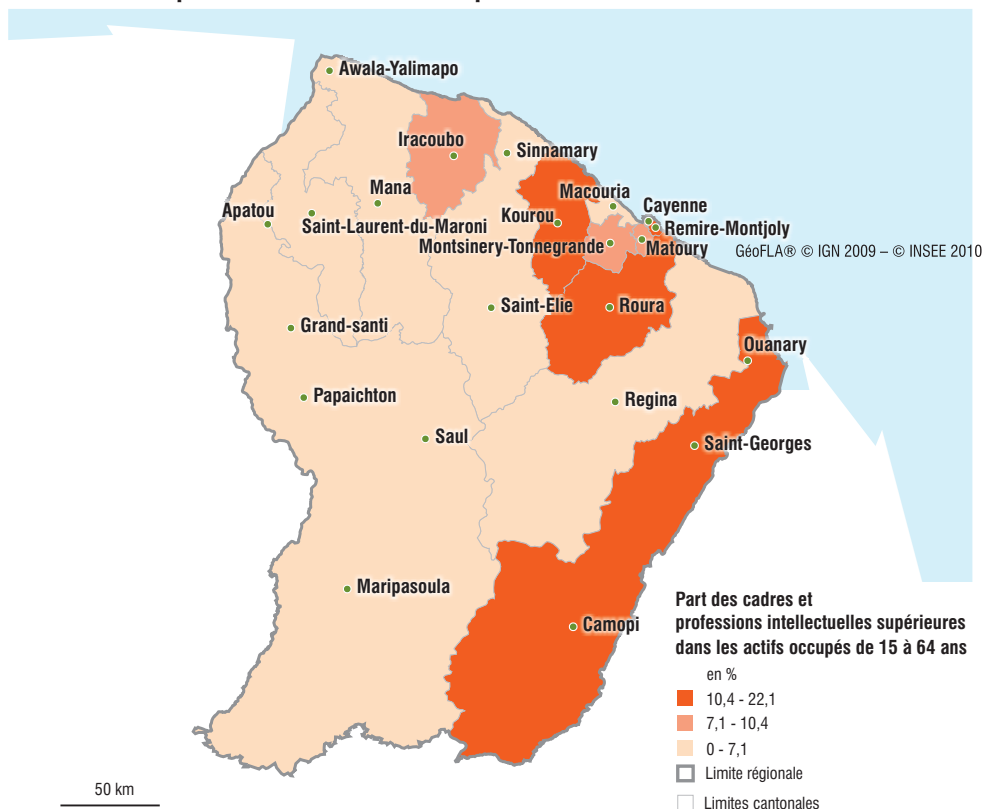 Awala-Yalimapo
Iracoubo
Sinnamary
Mana
Macouria
Cayenne
Apatou
Saint-Laurent-du-Maroni
Kourou
Remire-Montjoly
Montsinery-Tonnegrande
Matoury
GéoFLA® © IGN 2009 – © INSEE 2010
Saint-Elie
Roura
Grand-santi
Ouanary
Papaichton
Regina
Saul
Saint-Georges
Maripasoula
Camopi
Part des cadres et
professions intellectuelles supérieures
dans les actifs occupés de 15 à 64 ans
en %
10,4 - 22,1
7,1 - 10,4
0 - 7,1
Limite régionale
Limites cantonales
50 km